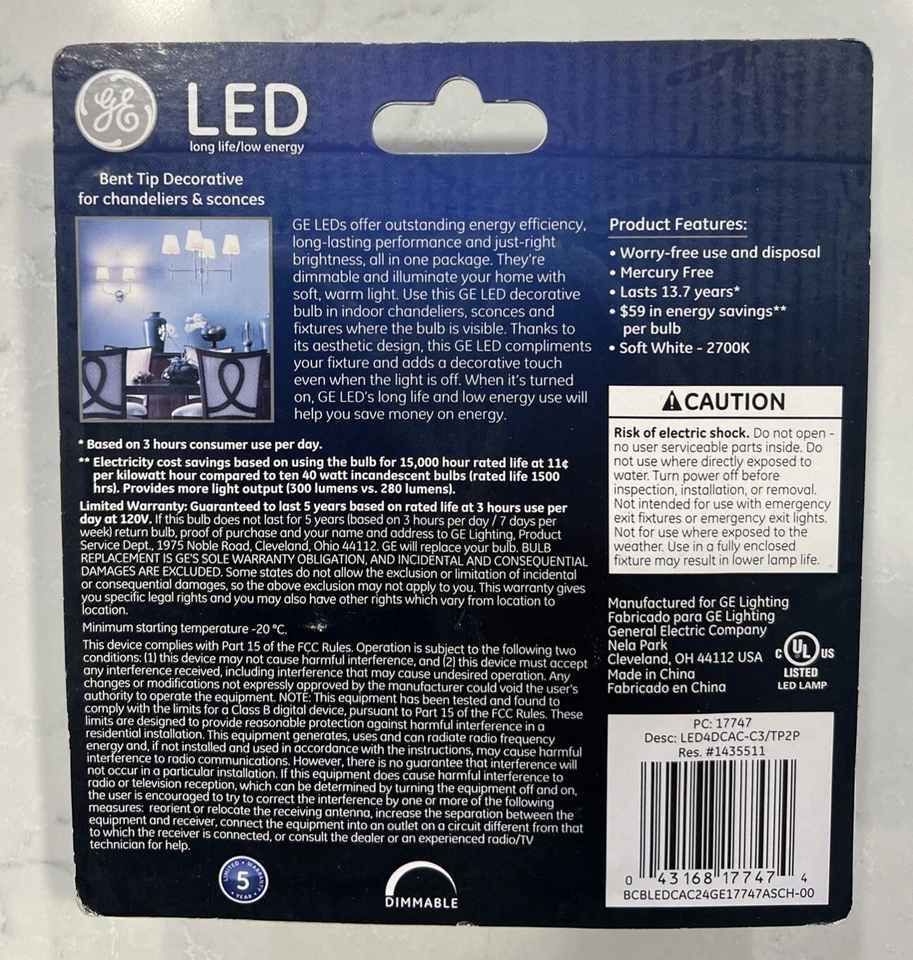 GE
LED
long life/low energy
Bent Tip Decorative
for chandeliers & sconces
GE LEDs offer outstanding energy efficiency,
long-lasting performance and just-right
brightness, all in one package. They're
dimmable and illuminate your home with
soft, warm light. Use this GE LED decorative
bulb in indoor chandeliers, sconces and
fixtures where the bulb is visible. Thanks to
its aesthetic design, this GE LED compliments
your fixture and adds a decorative touch
even when the light is off. When it's turned
on, GE LED's long life and low energy use will
help you save money on energy.
Product Features:
• Worry-free use and disposal
• Mercury Free
• Lasts 13.7 years*
• $59 in energy savings**
per bulb
• Soft White - 2700K
CAUTION
Risk of electric shock. Do not open -
no user serviceable parts inside. Do
not use where directly exposed to
water. Turn power off before
inspection, installation, or removal.
Not intended for use with emergency
exit fixtures or emergency exit lights.
Not for use where exposed to the
weather. Use in a fully enclosed
fixture may result in lower lamp life.
* Based on 3 hours consumer use per day.
** Electricity cost savings based on using the bulb for 15,000 hour rated life at 11¢
per kilowatt hour compared to ten 40 watt incandescent bulbs (rated life 1500
hrs). Provides more light output (300 lumens vs. 280 lumens).
Limited Warranty: Guaranteed to last 5 years based on rated life at 3 hours use per
day at 120V. If this bulb does not last for 5 years (based on 3 hours per day / 7 days per
week) return bulb, proof of purchase and your name and address to GE Lighting, Product
Service Dept., 1975 Noble Road, Cleveland, Ohio 44112. GE will replace your bulb. BULB
REPLACEMENT IS GE'S SOLE WARRANTY OBLIGATION, AND INCIDENTAL AND CONSEQUENTIAL
DAMAGES ARE EXCLUDED. Some states do not allow the exclusion or limitation of incidental
or consequential damages, so the above exclusion may not apply to you. This warranty gives
you specific legal rights and you may also have other rights which vary from location to
location.
Minimum starting temperature -20 °C.
This device complies with Part 15 of the FCC Rules. Operation is subject to the following two
conditions: (1) this device may not cause harmful interference, and (2) this device must accept
any interference received, including interference that may cause undesired operation. Any
changes or modifications not expressly approved by the manufacturer could void the user's
authority to operate the equipment. NOTE: This equipment has been tested and found to
comply with the limits for a Class B digital device, pursuant to Part 15 of the FCC Rules. These
limits are designed to provide reasonable protection against harmful interference in a
residential installation. This equipment generates, uses and can radiate radio frequency
energy and, if not installed and used in accordance with the instructions, may cause harmful
interference to radio communications. However, there is no guarantee that interference will
not occur in a particular installation. If this equipment does cause harmful interference to
radio or television reception, which can be determined by turning the equipment off and on,
the user is encouraged to try to correct the interference by one or more of the following
measures: reorient or relocate the receiving antenna, increase the separation between the
equipment and receiver, connect the equipment into an outlet on a circuit different from that
to which the receiver is connected, or consult the dealer or an experienced radio/TV
technician for help.
LIMITED • WARRANTY
5
YEAR
DIMMABLE
Manufactured for GE Lighting
Fabricado para GE Lighting
General Electric Company
Nela Park
Cleveland, OH 44112 USA
Made in China
Fabricado en China
C UL US
LISTED
LED LAMP
PC: 17747
Desc: LED4DCAC-C3/TP2P
Res. #1435511
0 43168 17747 4
BCBLEDCAC24GE17747ASCH-00